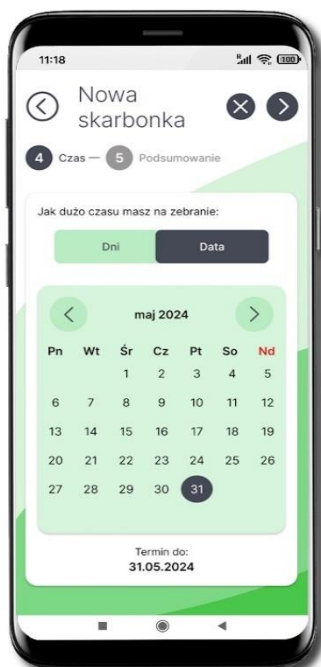 11:18
100
Nowa
skarbonka
4 Czas — 5 Podsumowanie
Jak dużo czasu masz na zebranie:
Dni Data
maj 2024
Pn Wt Śr Cz Pt So Nd
1 2 3 4 5
6 7 8 9 10 11 12
13 14 15 16 17 18 19
20 21 22 23 24 25 26
27 28 29 30 31
Termin do:
31.05.2024